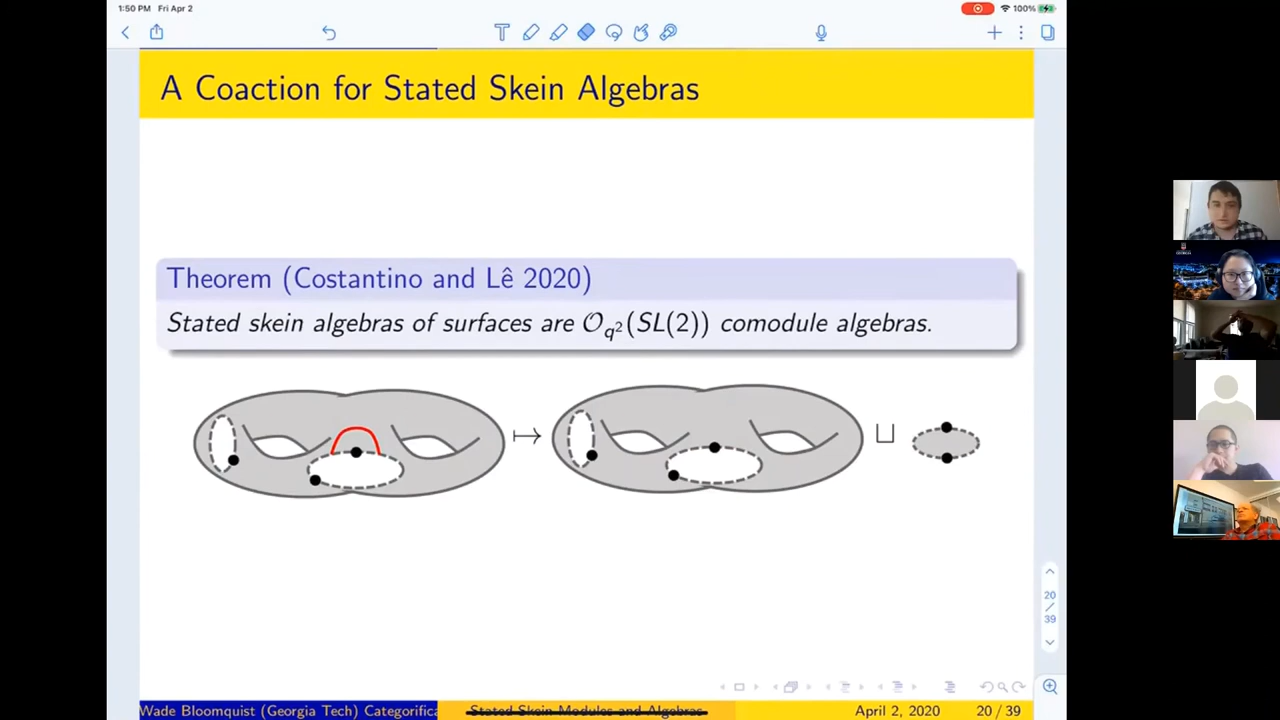 1:50 PM Fri Apr 2
100%
A Coaction for Stated Skein Algebras
Theorem (Costantino and Lê 2020)
Stated skein algebras of surfaces are 𝒪_{q²}(SL(2)) comodule algebras.
↦ ⊔
20
/
39
Wade Bloomquist (Georgia Tech) Categorifica
Stated Skein Modules and Algebras
April 2, 2020
20 / 39